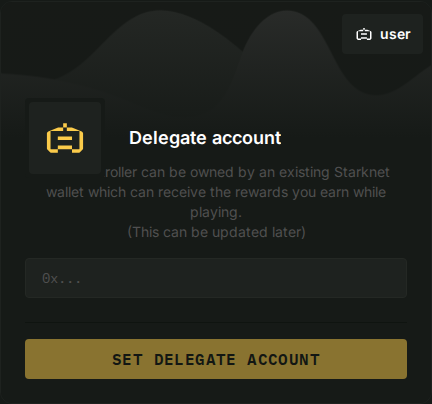 user
Delegate account
roller can be owned by an existing Starknet
wallet which can receive the rewards you earn while
playing.
(This can be updated later)
0x...
SET DELEGATE ACCOUNT